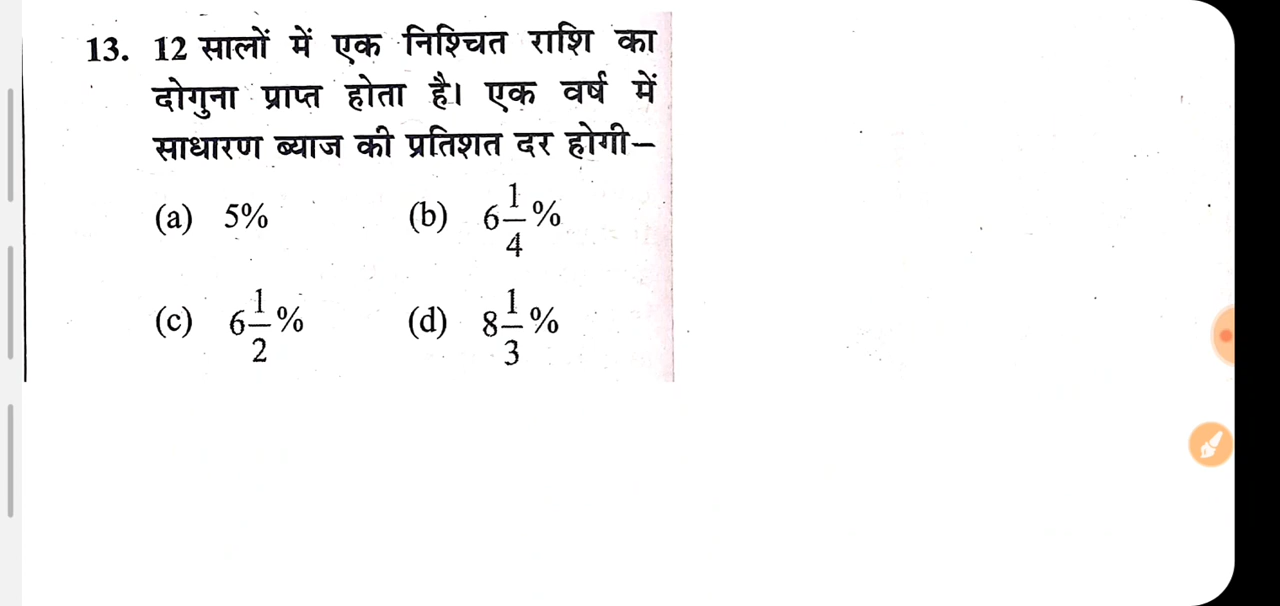 13. 12 सालों में एक निश्चित राशि का
दोगुना प्राप्त होता है। एक वर्ष में
साधारण ब्याज की प्रतिशत दर होगी–
(a) 5% (b) 6 1/4 %
(c) 6 1/2 % (d) 8 1/3 %